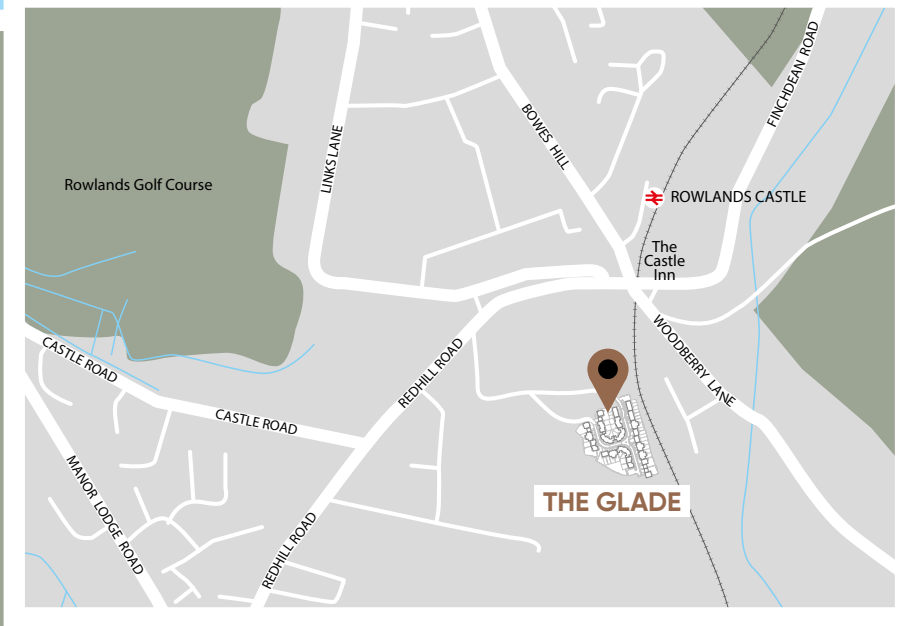 FINCHDEAN ROAD
BOWES HILL
LINKS LANE
Rowlands Golf Course
ROWLANDS CASTLE
The
Castle
Inn
WOODBERRY LANE
CASTLE ROAD
REDHILL ROAD
CASTLE ROAD
MANOR LODGE ROAD
THE GLADE
REDHILL ROAD